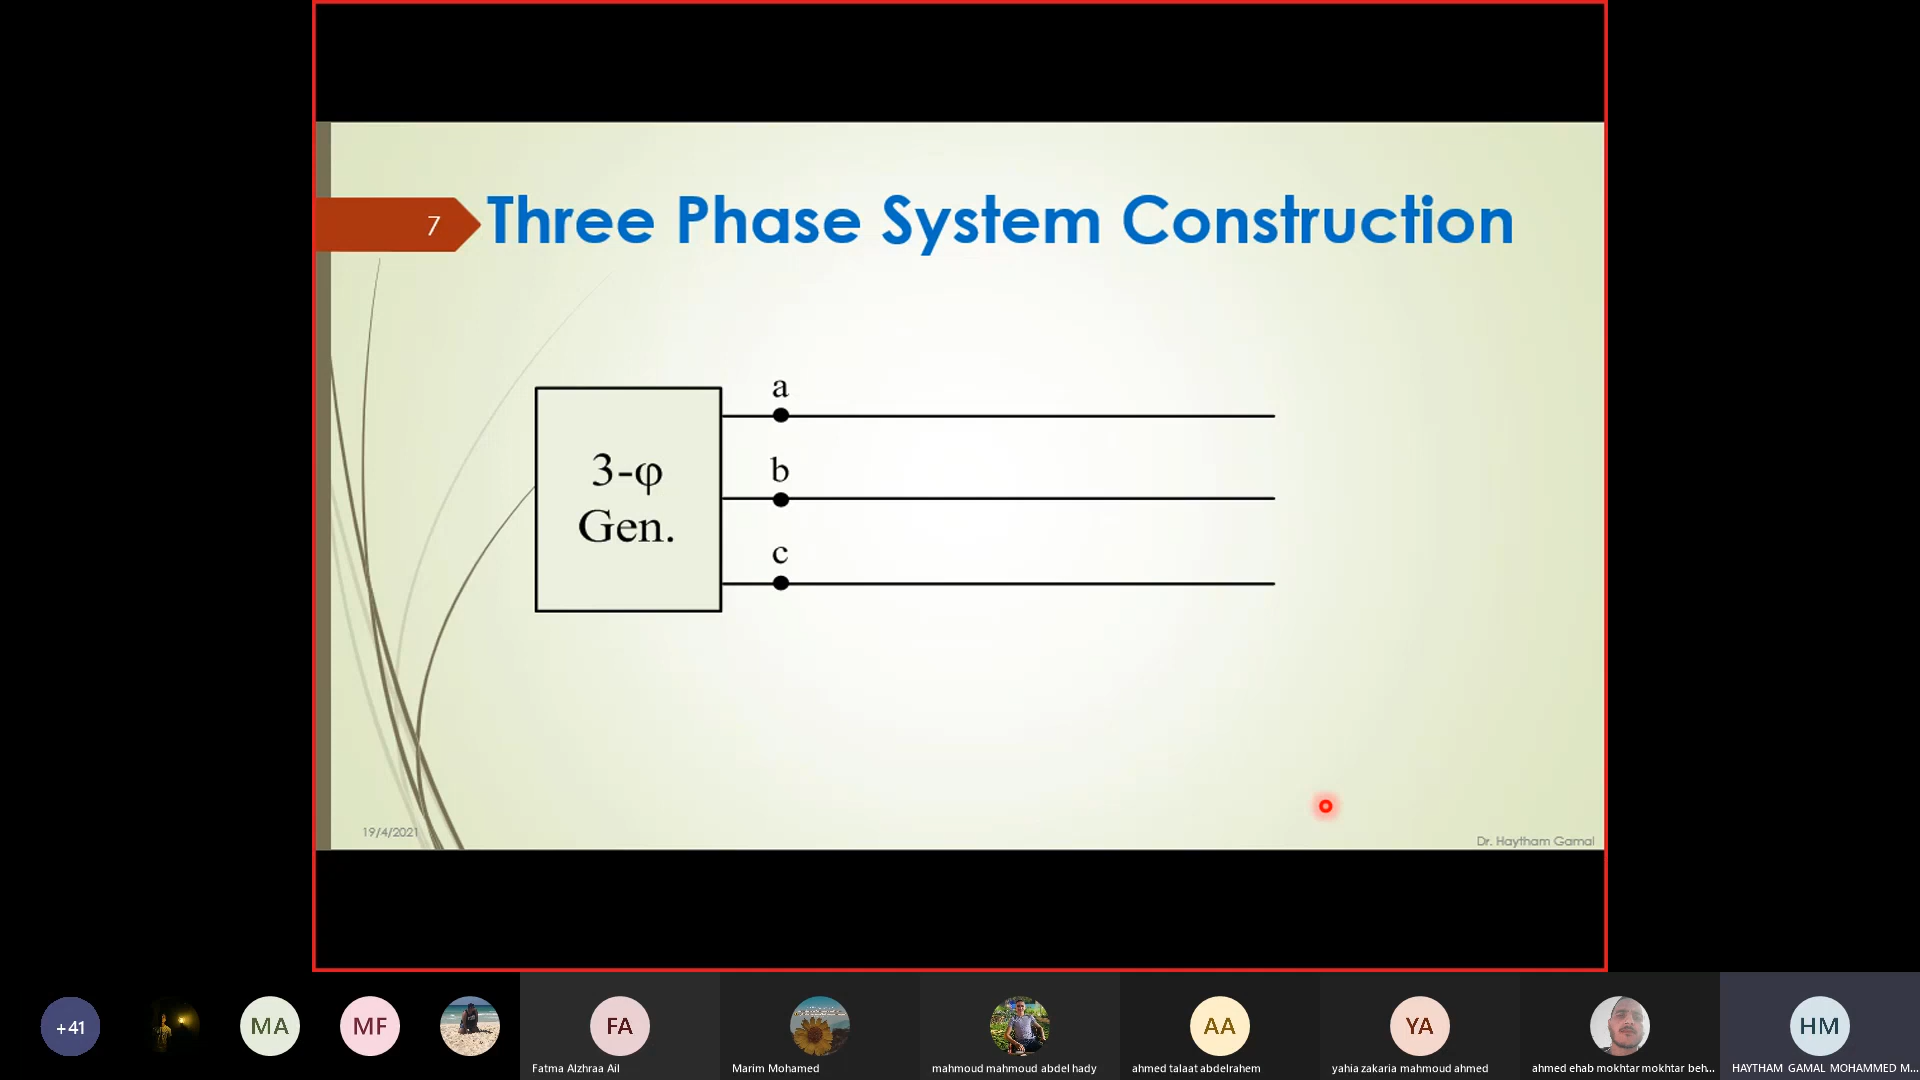 7
Three Phase System Construction
a
b
c
3-φ
Gen.
19/4/2021
Dr. Haytham Gamal
+41
MA
MF
FA
AA
YA
HM
Fatma Alzhraa Ail
Marim Mohamed
mahmoud mahmoud abdel hady
ahmed talaat abdelrahem
yahia zakaria mahmoud ahmed
ahmed ehab mokhtar mokhtar beh...
HAYTHAM GAMAL MOHAMMED M...